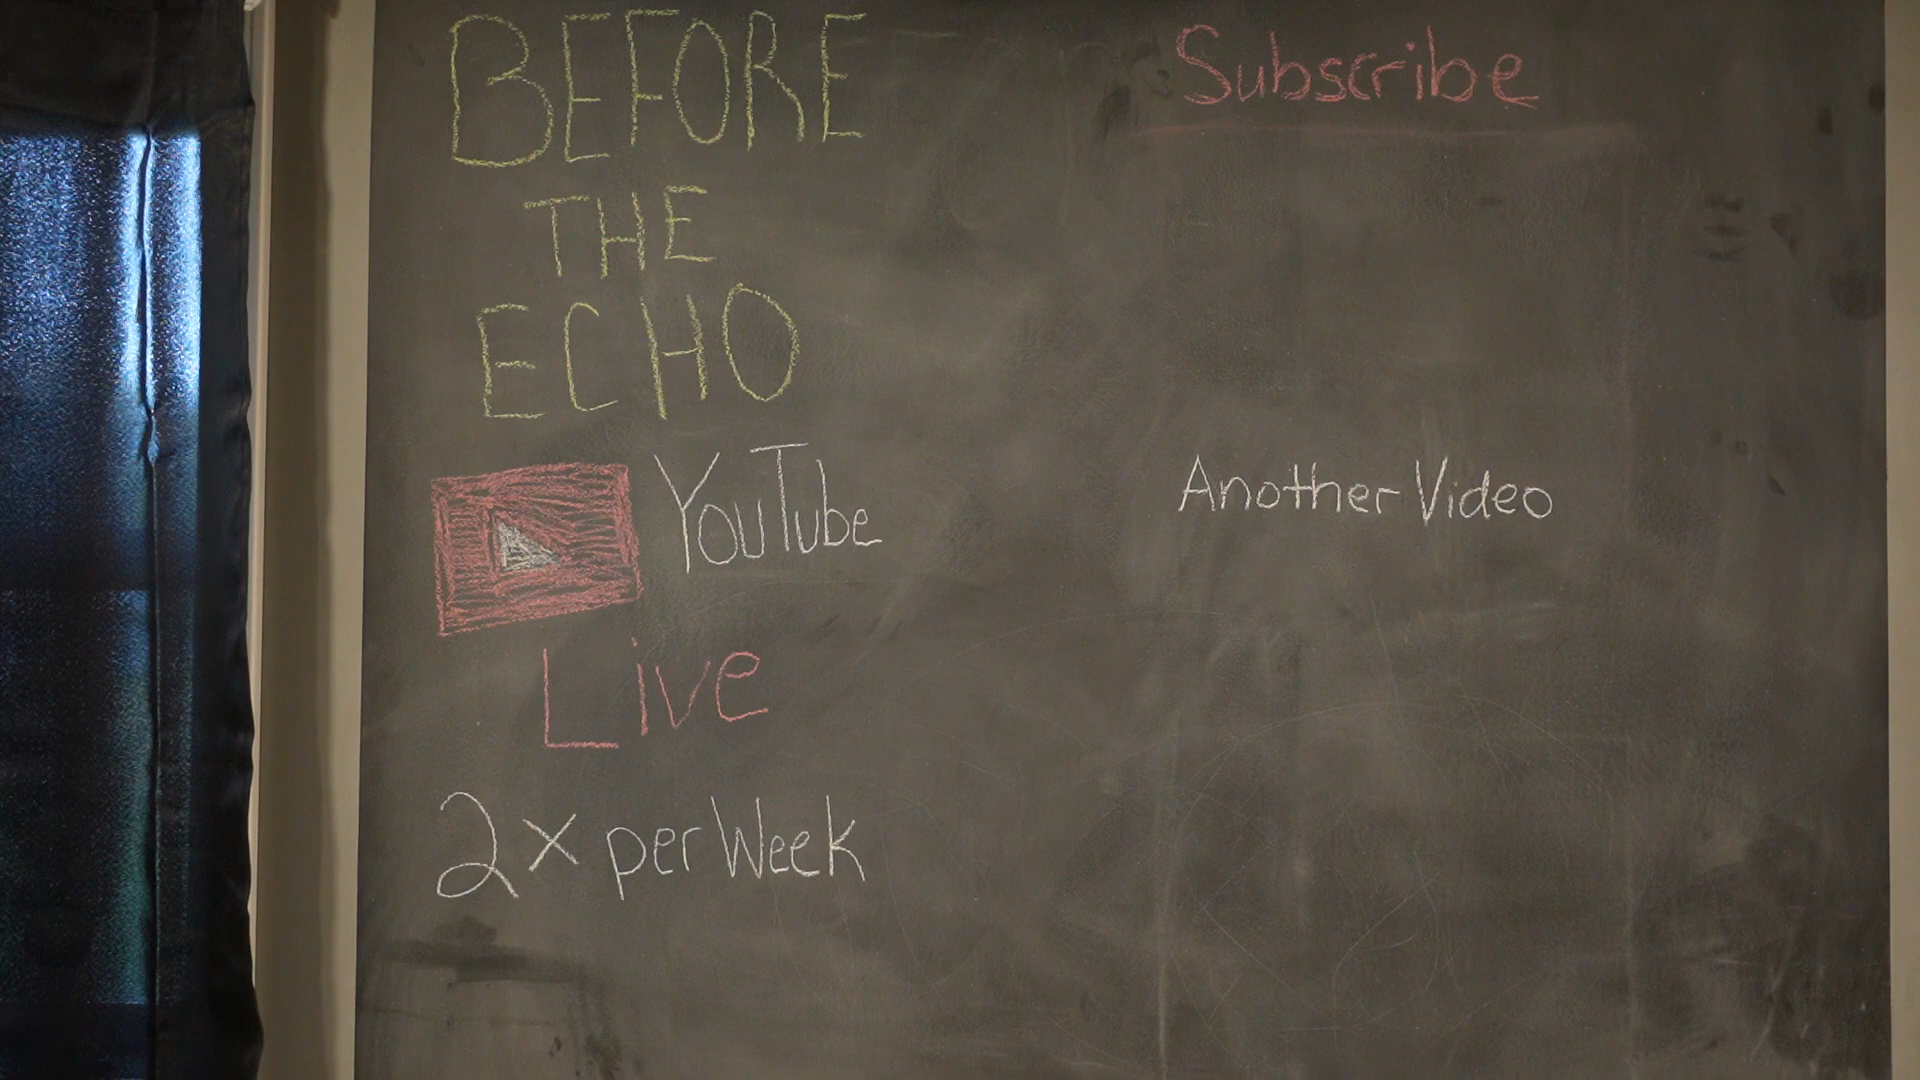 BEFORE
THE
ECHO
YouTube
Live
2x per Week
Subscribe
Another Video